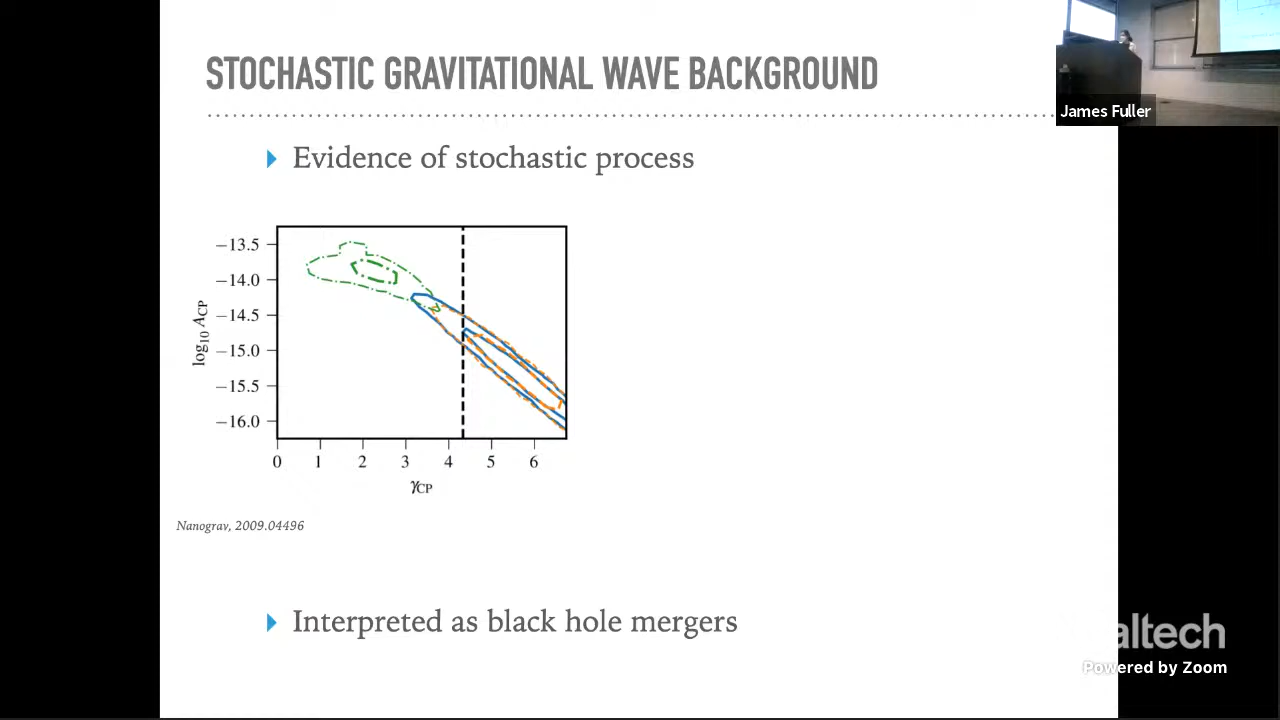 STOCHASTIC GRAVITATIONAL WAVE BACKGROUND
James Fuller
Evidence of stochastic process
−13.5
−14.0
−14.5
−15.0
−15.5
−16.0
log10 ACP
0 1 2 3 4 5 6
γCP
Nanograv, 2009.04496
Interpreted as black hole mergers
altech
Powered by Zoom